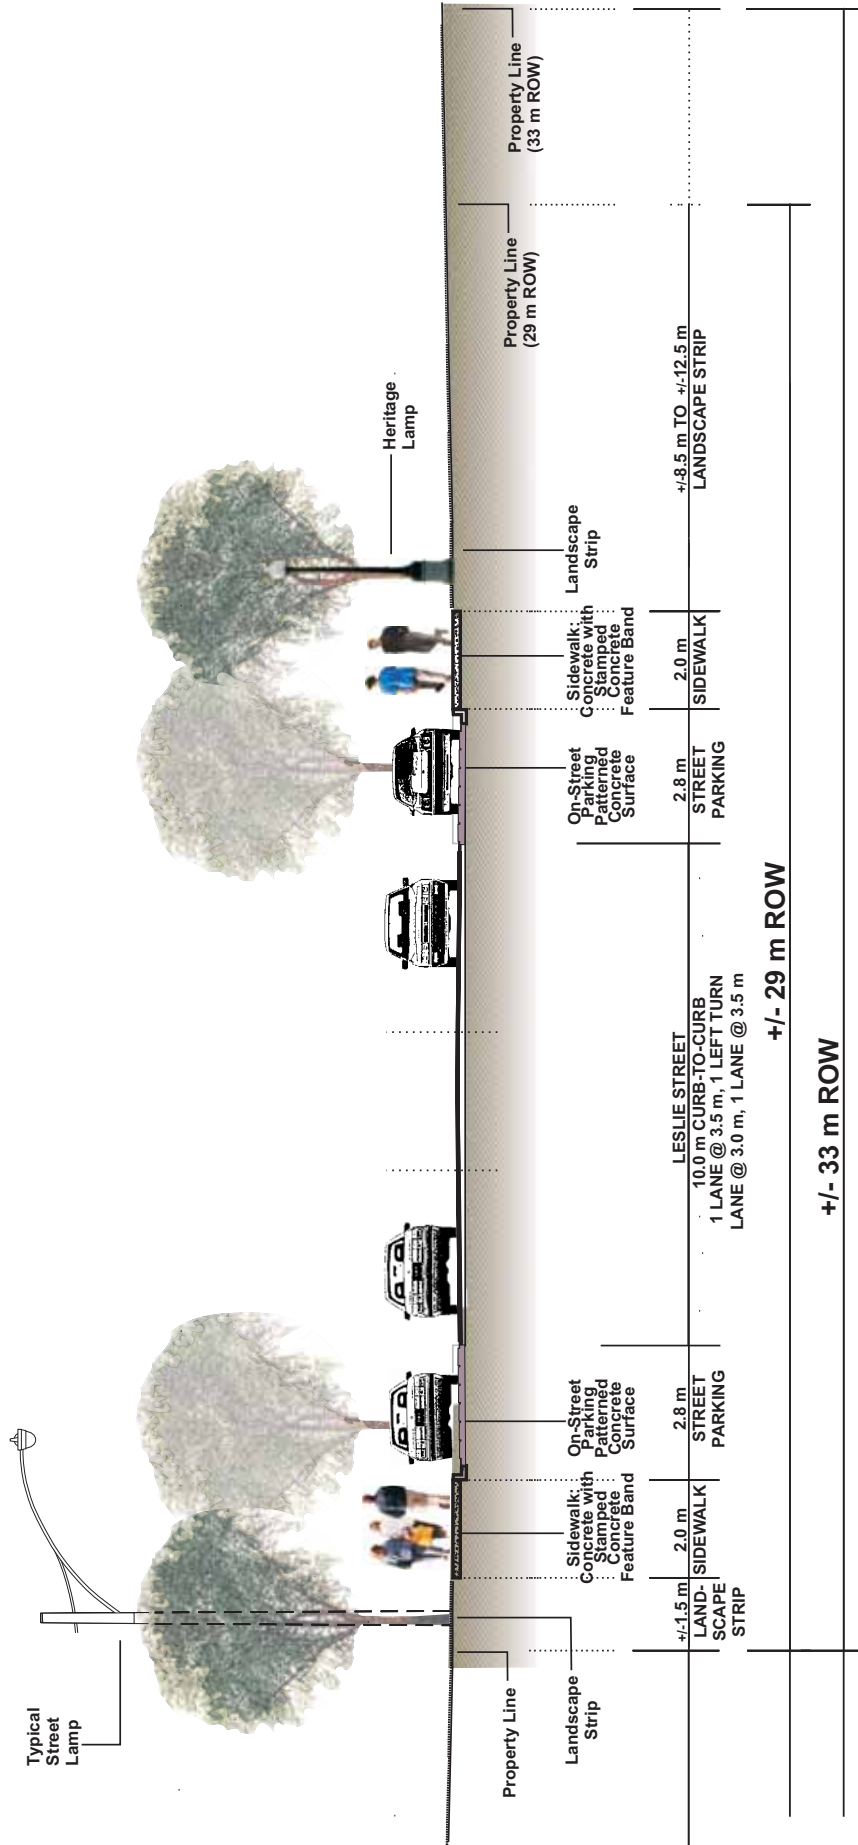 Typical
Street
Lamp
Heritage
Lamp
Property Line
Landscape
Strip
Sidewalk:
Concrete with
Stamped
Concrete
Feature Band
On-Street
Parking
Patterned
Concrete
Surface
On-Street
Parking
Patterned
Concrete
Surface
Sidewalk:
Concrete with
Stamped
Concrete
Feature Band
Landscape
Strip
Property Line
(29 m ROW)
Property Line
(33 m ROW)
+/-1.5 m
LAND-
SCAPE
STRIP
2.0 m
SIDEWALK
2.8 m
STREET
PARKING
LESLIE STREET
10.0 m CURB-TO-CURB
1 LANE @ 3.5 m, 1 LEFT TURN
LANE @ 3.0 m, 1 LANE @ 3.5 m
2.8 m
STREET
PARKING
2.0 m
SIDEWALK
+/-8.5 m TO +/-12.5 m
LANDSCAPE STRIP
+/- 29 m ROW
+/- 33 m ROW